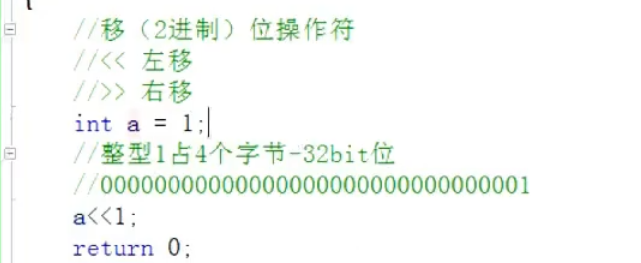 {
//移（2进制）位操作符
//<< 左移
//>> 右移
int a = 1;
//整型1占4个字节-32bit位
//00000000000000000000000000000001
a<<1;
return 0;